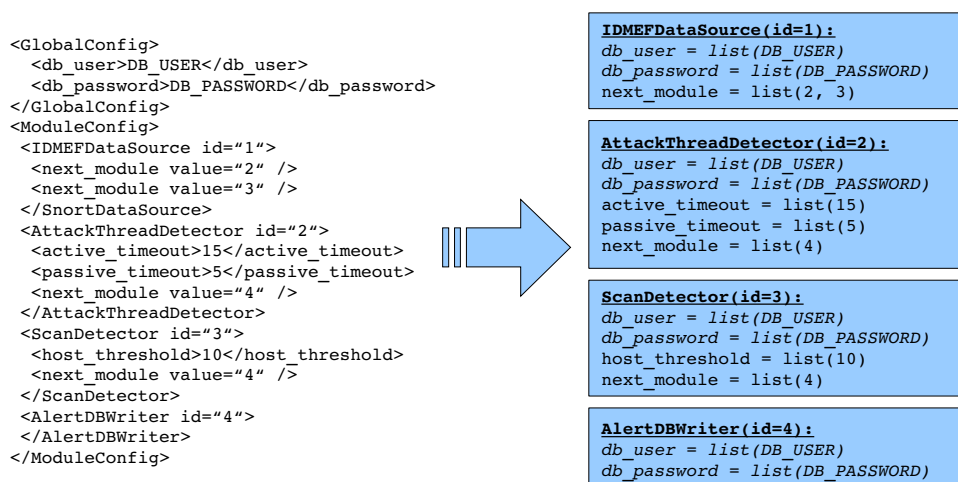 <GlobalConfig>
  <db_user>DB_USER</db_user>
  <db_password>DB_PASSWORD</db_password>
</GlobalConfig>
<ModuleConfig>
 <IDMEFDataSource id=“1“>
  <next_module value=“2“ />
  <next_module value=“3“ />
 </SnortDataSource>
 <AttackThreadDetector id=“2“>
  <active_timeout>15</active_timeout>
  <passive_timeout>5</passive_timeout>
  <next_module value=“4“ />
 </AttackThreadDetector>
 <ScanDetector id=“3“>
  <host_threshold>10</host_threshold>
  <next_module value=“4“ />
 </ScanDetector>
 <AlertDBWriter id=“4“>
 </AlertDBWriter>
</ModuleConfig>
IDMEFDataSource(id=1):
db_user = list(DB_USER)
db_password = list(DB_PASSWORD)
next_module = list(2, 3)
AttackThreadDetector(id=2):
db_user = list(DB_USER)
db_password = list(DB_PASSWORD)
active_timeout = list(15)
passive_timeout = list(5)
next_module = list(4)
ScanDetector(id=3):
db_user = list(DB_USER)
db_password = list(DB_PASSWORD)
host_threshold = list(10)
next_module = list(4)
AlertDBWriter(id=4):
db_user = list(DB_USER)
db_password = list(DB_PASSWORD)